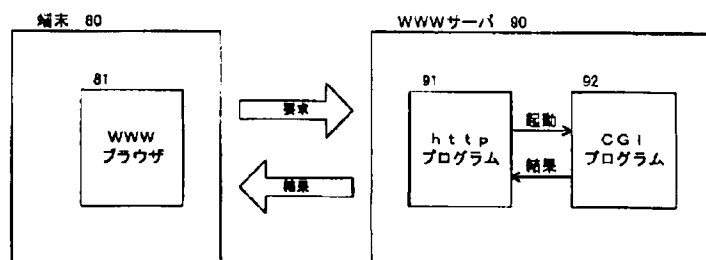 端末 80
81
WWW
ブラウザ
要求
結果
WWWサーバ 90
91
http
プログラム
起動
結果
92
CGI
プログラム